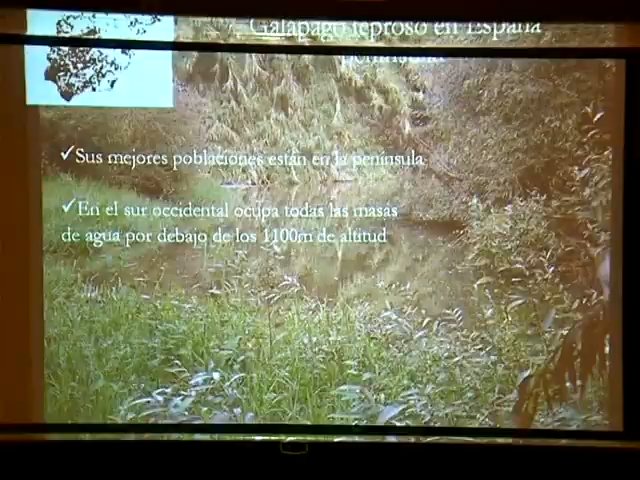 Galápago leproso en España
✓Sus mejores poblaciones están en la península
✓En el sur occidental ocupa todas las masas
de agua por debajo de los 1100m de altitud